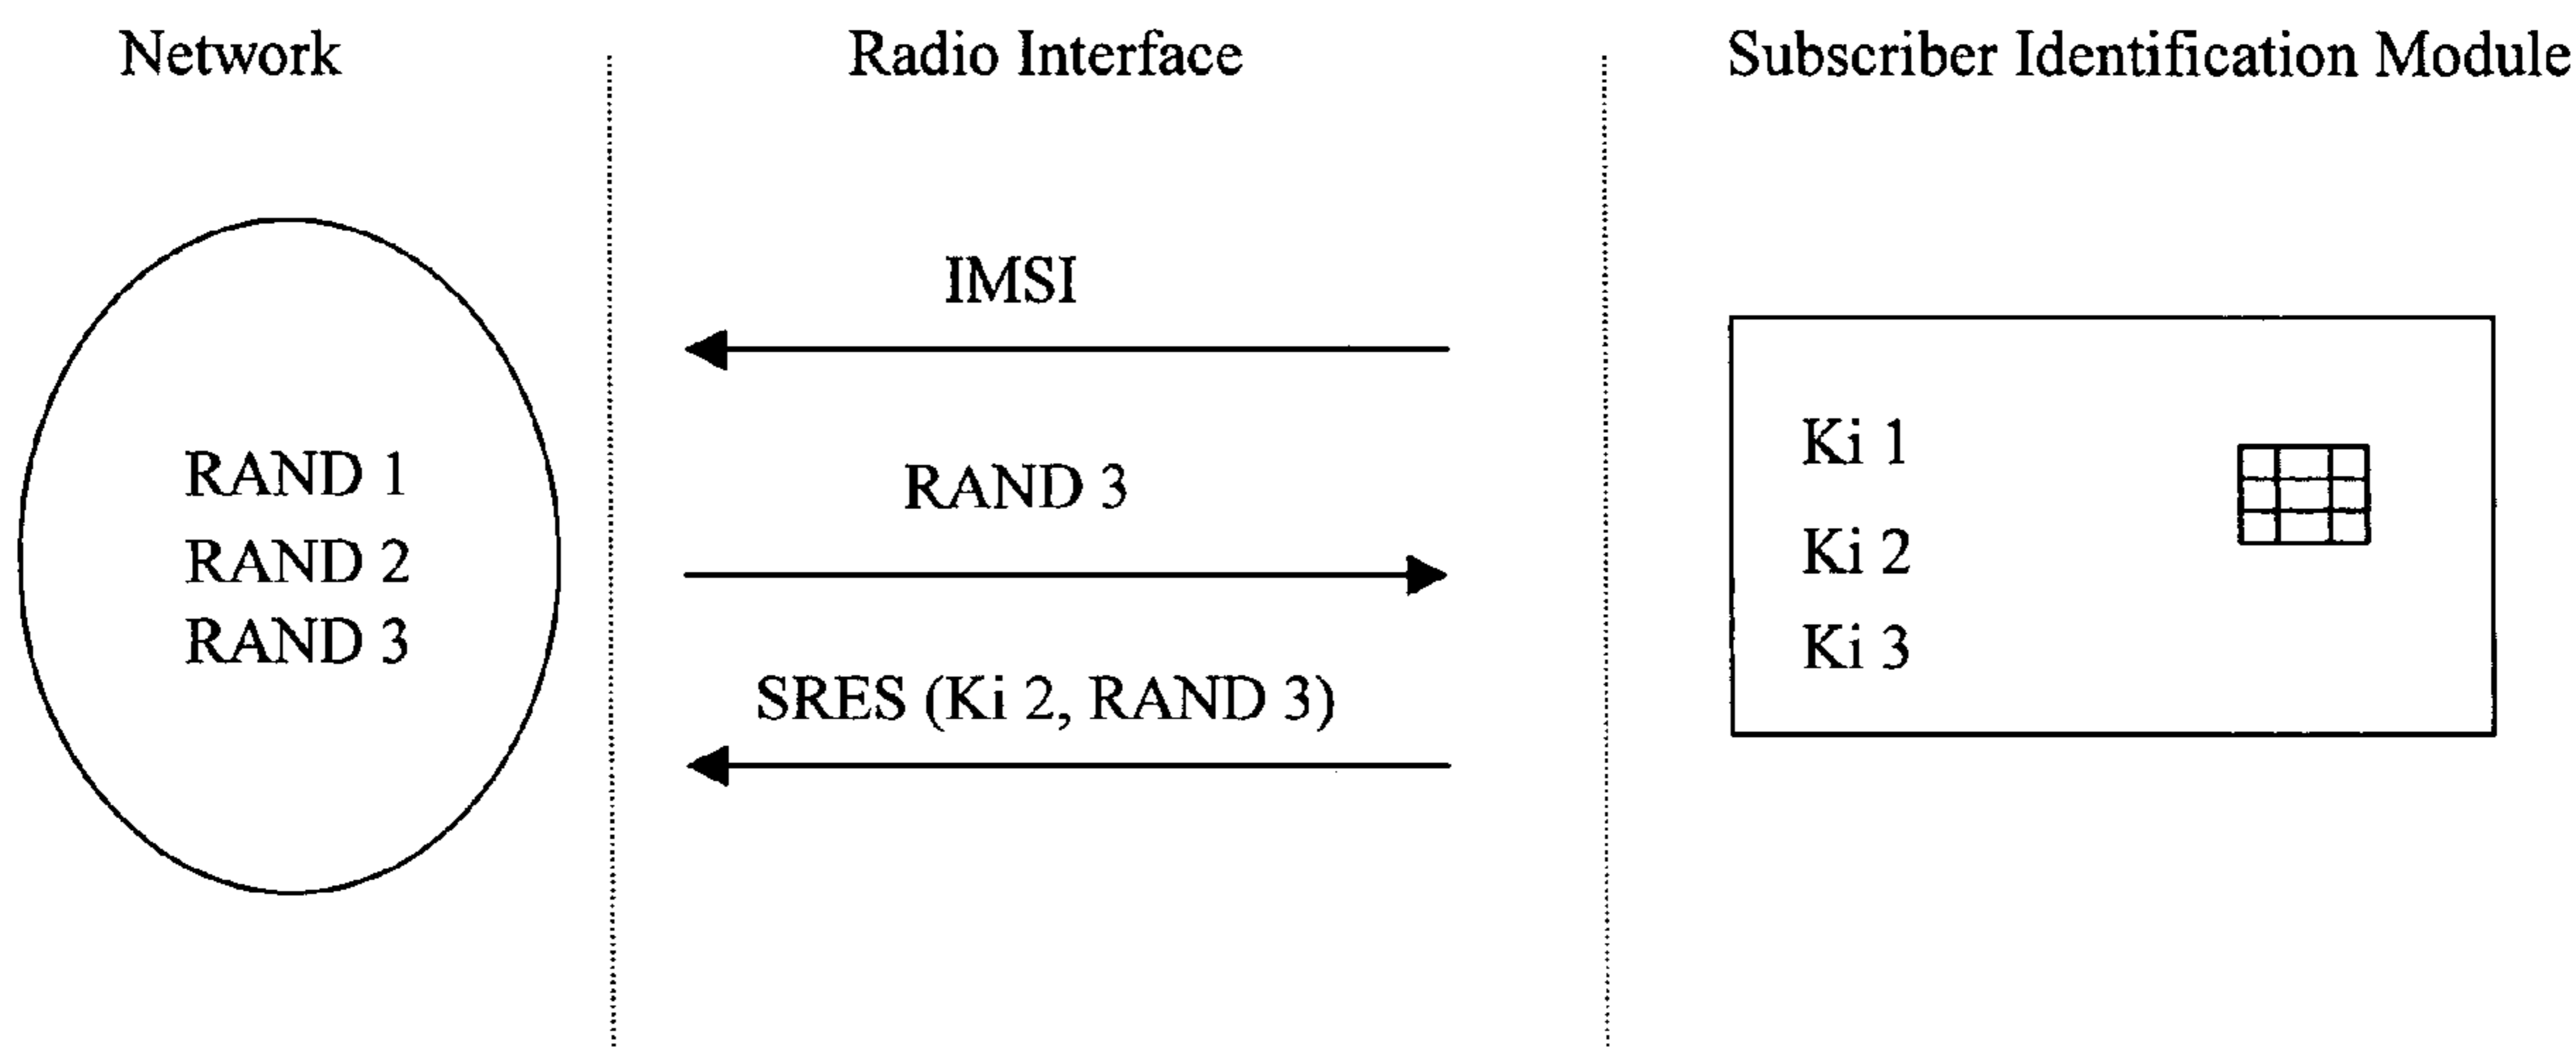 Network
Radio Interface
Subscriber Identification Module
IMSI
RAND 3
SRES (Ki 2, RAND 3)
RAND 1
RAND 2
RAND 3
Ki 1
Ki 2
Ki 3